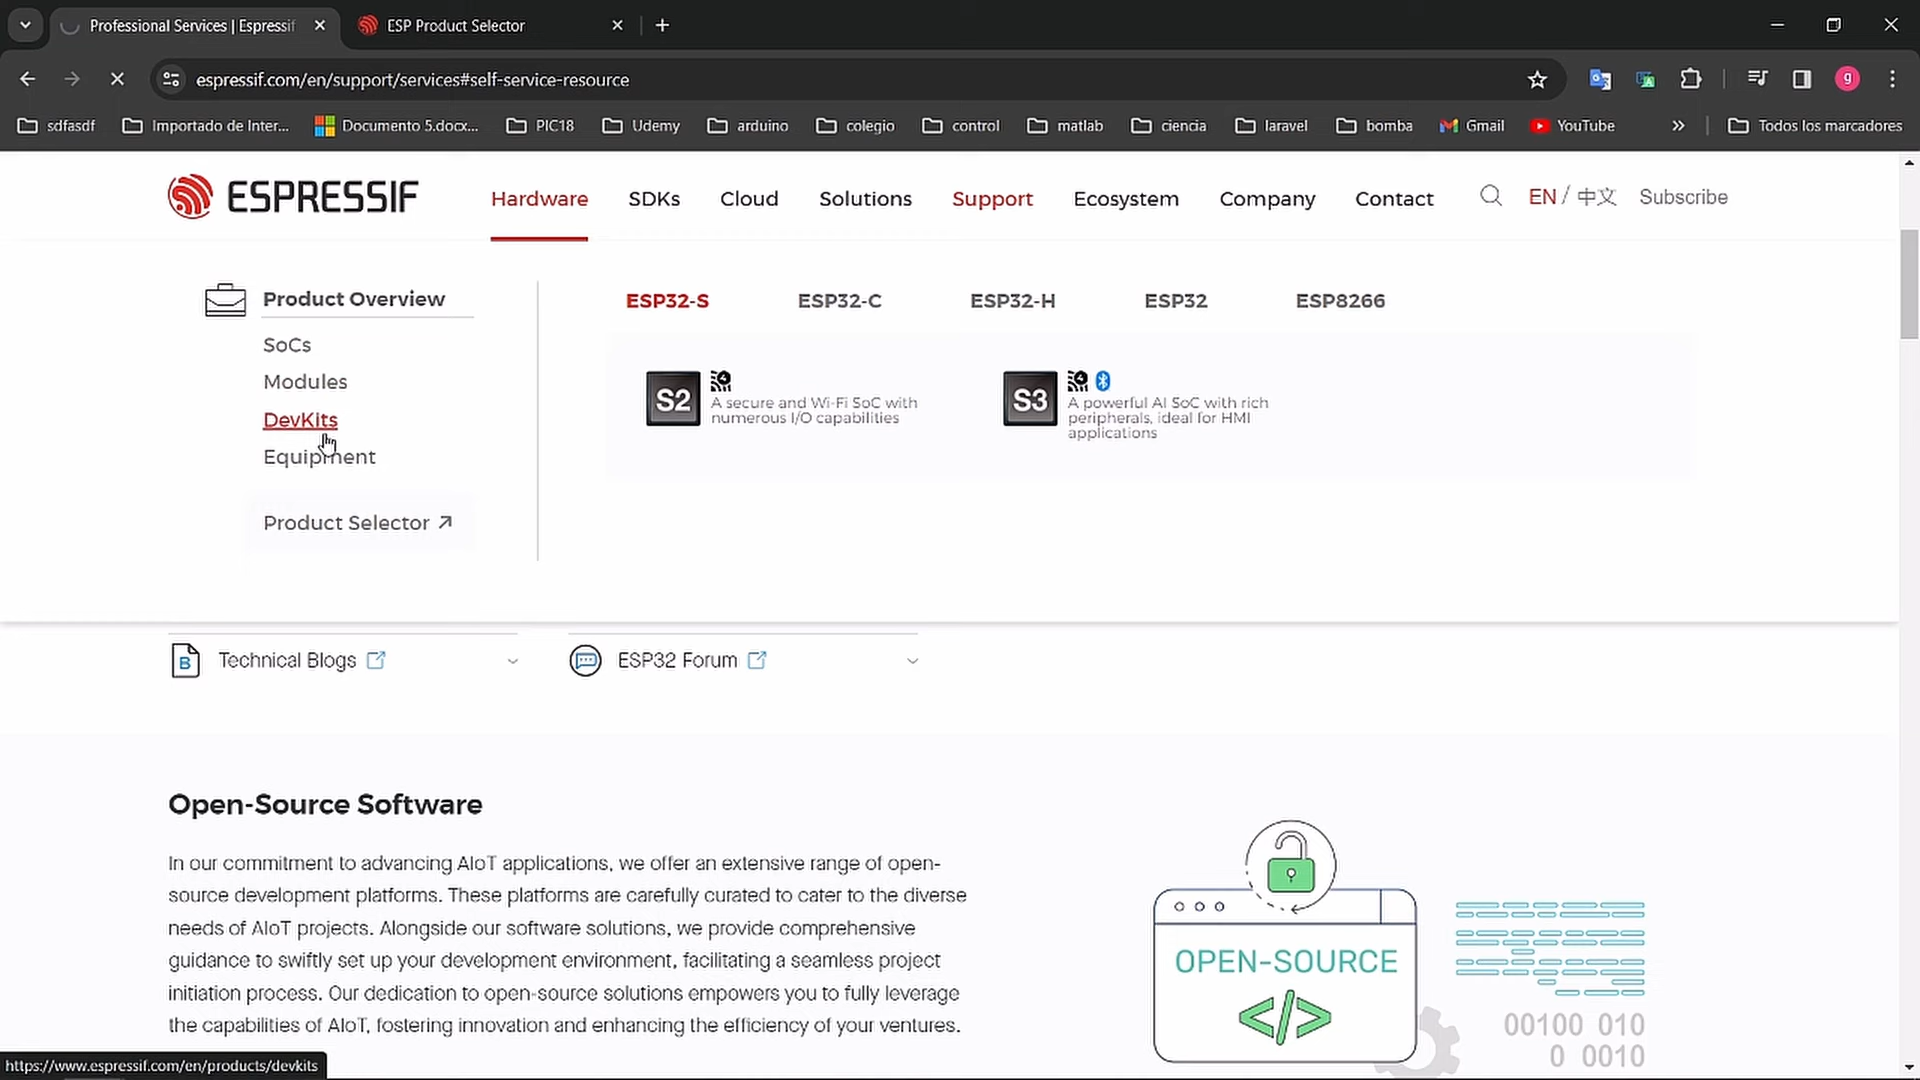 Professional Services | Espressif
ESP Product Selector
espressif.com/en/support/services#self-service-resource
g
sdfasdf
Importado de Inter...
Documento 5.docx...
PIC18
Udemy
arduino
colegio
control
matlab
ciencia
laravel
bomba
Gmail
YouTube
Todos los marcadores
ESPRESSIF
Hardware
SDKs
Cloud
Solutions
Support
Ecosystem
Company
Contact
EN / 中文
Subscribe
Product Overview
SoCs
Modules
DevKits
Equipment
Product Selector
ESP32-S
ESP32-C
ESP32-H
ESP32
ESP8266
S2
4
A secure and Wi-Fi SoC with
numerous I/O capabilities
S3
4
A powerful AI SoC with rich
peripherals, ideal for HMI
applications
B
Technical Blogs
ESP32 Forum
Open-Source Software
In our commitment to advancing AIoT applications, we offer an extensive range of open-
source development platforms. These platforms are carefully curated to cater to the diverse
needs of AIoT projects. Alongside our software solutions, we provide comprehensive
guidance to swiftly set up your development environment, facilitating a seamless project
initiation process. Our dedication to open-source solutions empowers you to fully leverage
the capabilities of AIoT, fostering innovation and enhancing the efficiency of your ventures.
OPEN-SOURCE
</>
00100 010
0 0010
https://www.espressif.com/en/products/devkits